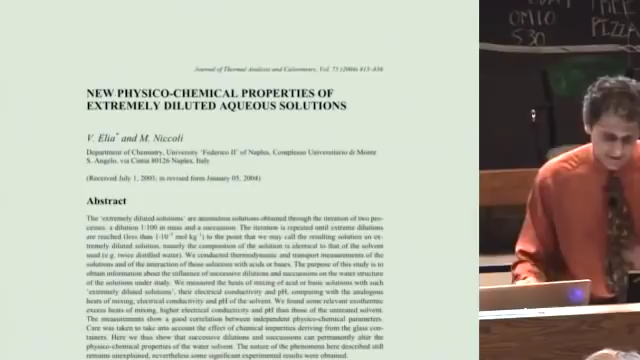 Journal of Thermal Analysis and Calorimetry, Vol. 75 (2004) 815–836
NEW PHYSICO-CHEMICAL PROPERTIES OF
EXTREMELY DILUTED AQUEOUS SOLUTIONS
V. Elia* and M. Niccoli
Department of Chemistry, University 'Federico II' of Naples, Complesso Universitario di Monte
S. Angelo, via Cintia 80126 Naples, Italy
(Received July 1, 2003; in revised form January 05, 2004)
Abstract
The 'extremely diluted solutions' are anomalous solutions obtained through the iteration of two pro-
cesses: a dilution 1:100 in mass and a succussion. The iteration is repeated until extreme dilutions
are reached (less than 1·10⁻⁵ mol kg⁻¹) to the point that we may call the resulting solution an ex-
tremely diluted solution, namely the composition of the solution is identical to that of the solvent
used (e.g. twice distilled water). We conducted thermodynamic and transport measurements of the
solutions and of the interaction of those solutions with acids or bases. The purpose of this study is to
obtain information about the influence of successive dilutions and succussions on the water structure
of the solutions under study. We measured the heats of mixing of acid or basic solutions with such
'extremely diluted solutions', their electrical conductivity and pH, comparing with the analogous
heats of mixing, electrical conductivity and pH of the solvent. We found some relevant exothermic
excess heats of mixing, higher electrical conductivity and pH than those of the untreated solvent.
The measurements show a good correlation between independent physico-chemical parameters.
Care was taken to take into account the effect of chemical impurities deriving from the glass con-
tainers. Here we thus show that successive dilutions and succussions can permanently alter the
physico-chemical properties of the water solvent. The nature of the phenomena here described still
remains unexplained, nevertheless some significant experimental results were obtained.
OMIO
PIZZA
5:30